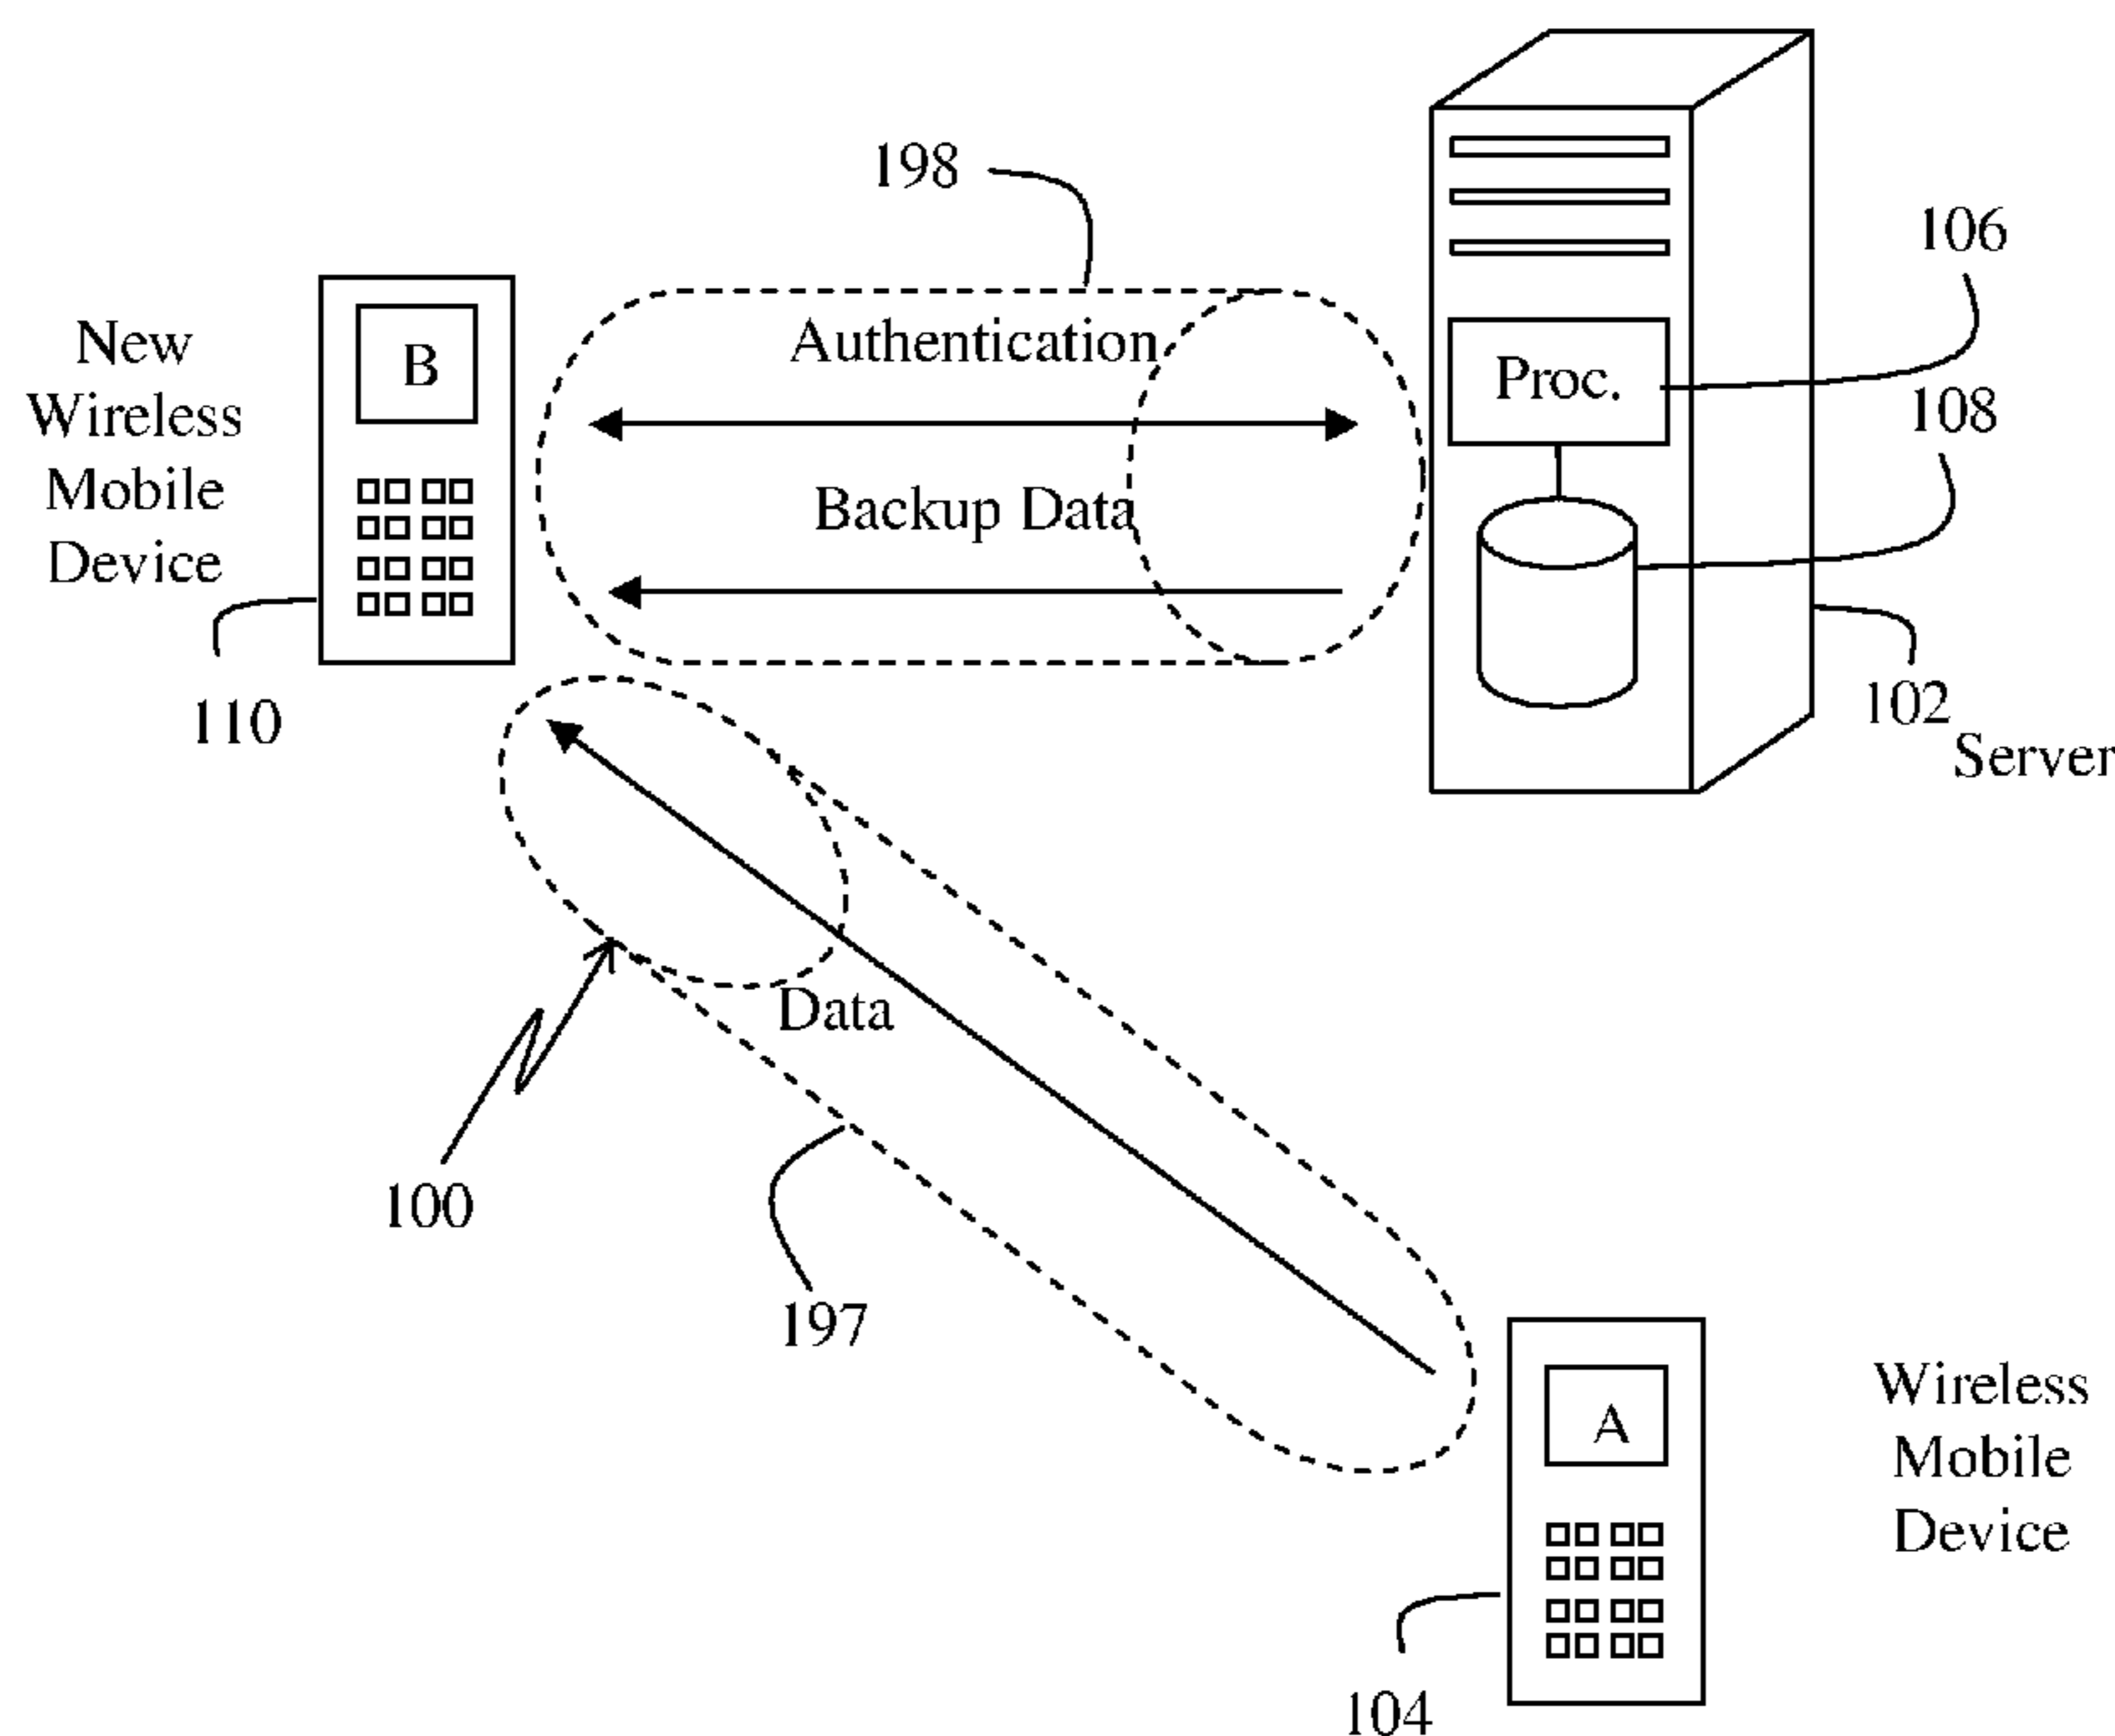 198
106
Authentication
New
Wireless
Mobile
Device
B
Proc.
108
Backup Data
110
102
Server
Data
100
197
A
Wireless
Mobile
Device
104